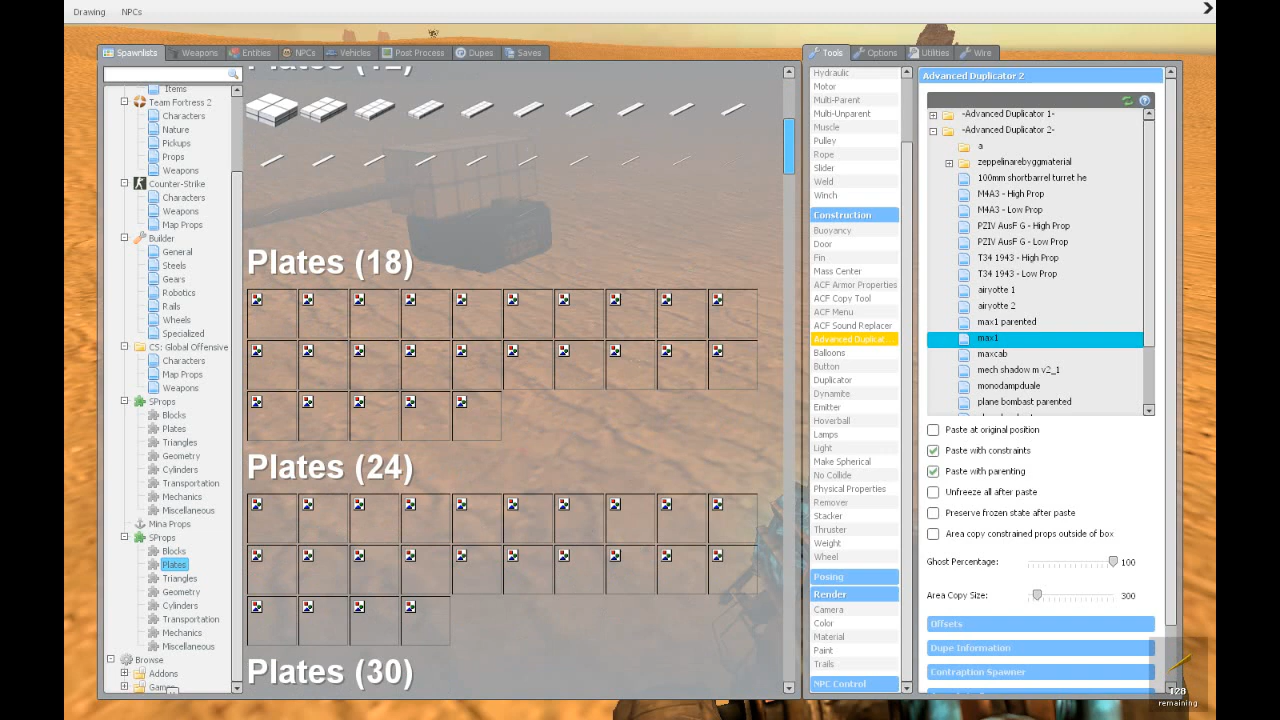 Drawing NPCs
Spawnlists Weapons Entities NPCs Vehicles Post Process Dupes Saves
Items
Team Fortress 2
Characters
Nature
Pickups
Props
Weapons
Counter-Strike
Characters
Weapons
Map Props
Builder
General
Steels
Gears
Robotics
Rails
Wheels
Specialized
CS: Global Offensive
Characters
Map Props
Weapons
SProps
Blocks
Plates
Triangles
Geometry
Cylinders
Transportation
Mechanics
Miscellaneous
Mina Props
SProps
Blocks
Plates
Triangles
Geometry
Cylinders
Transportation
Mechanics
Miscellaneous
Browse
Addons
Plates (12)
Plates (18)
Plates (24)
Plates (30)
Tools Options Utilities Wire
Hydraulic
Motor
Multi-Parent
Multi-Unparent
Muscle
Pulley
Rope
Slider
Weld
Winch
Construction
Buoyancy
Door
Fin
Mass Center
ACF Armor Properties
ACF Copy Tool
ACF Menu
ACF Sound Replacer
Advanced Duplicat...
Balloons
Button
Duplicator
Dynamite
Emitter
Hoverball
Lamps
Light
Make Spherical
No Collide
Physical Properties
Remover
Stacker
Thruster
Weight
Wheel
Posing
Render
Camera
Color
Material
Paint
Trails
NPC Control
Advanced Duplicator 2
-Advanced Duplicator 1-
-Advanced Duplicator 2-
a
zeppelinarebyggmaterial
100mm shortbarrel turret he
M4A3 - High Prop
M4A3 - Low Prop
PZIV AusF G - High Prop
PZIV AusF G - Low Prop
T34 1943 - High Prop
T34 1943 - Low Prop
airyotte 1
airyotte 2
max1 parented
max1
maxcab
mech shadow m v2_1
monodampduale
plane bombast parented
Paste at original position
Paste with constraints
Paste with parenting
Unfreeze all after paste
Preserve frozen state after paste
Area copy constrained props outside of box
Ghost Percentage: 100
Area Copy Size: 300
Offsets
Dupe Information
Contraption Spawner
128
remaining